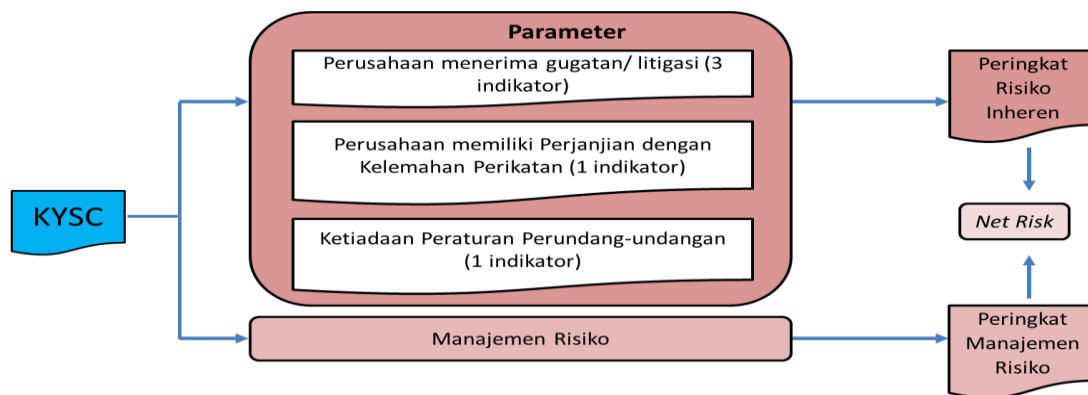 Parameter
Perusahaan menerima gugatan/ litigasi (3
indikator)
Perusahaan memiliki Perjanjian dengan
Kelemahan Perikatan (1 indikator)
Ketiadaan Peraturan Perundang-undangan
(1 indikator)
KYSC
Manajemen Risiko
Peringkat
Risiko
Inheren
Net Risk
Peringkat
Manajemen
Risiko